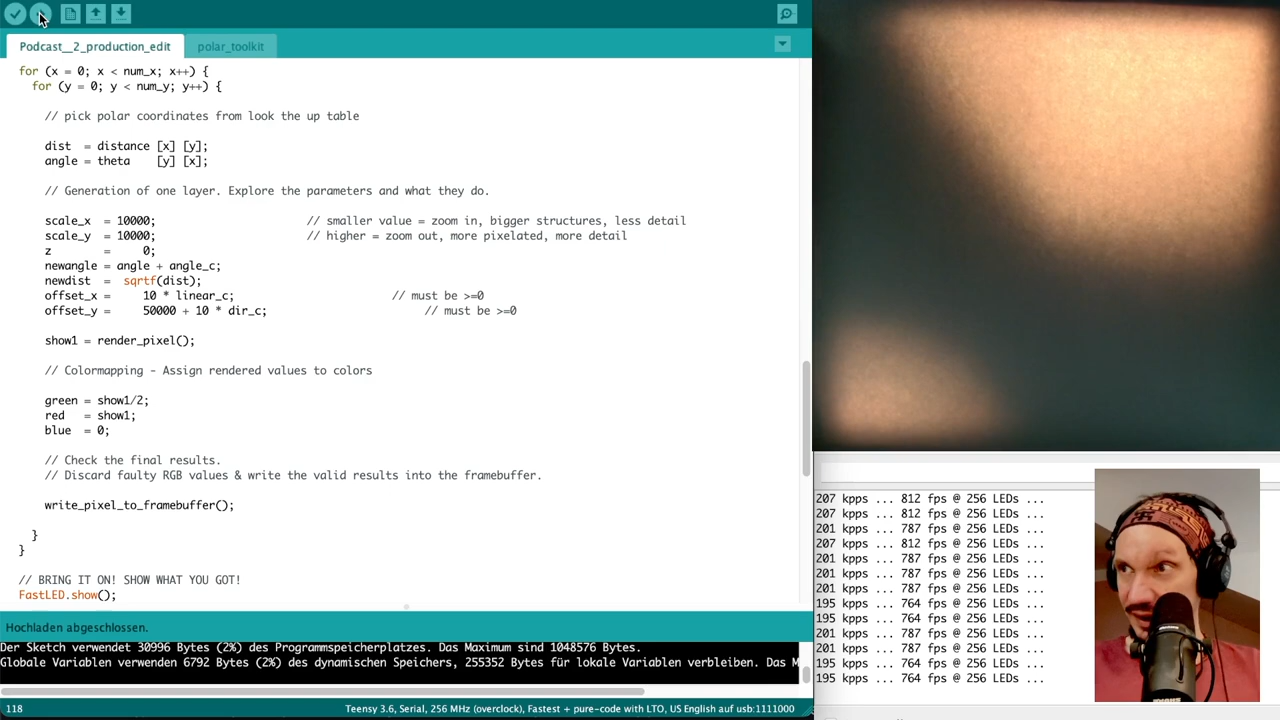 Podcast__2_production_edit
polar_toolkit
for (x = 0; x < num_x; x++) {
for (y = 0; y < num_y; y++) {
// pick polar coordinates from look the up table
dist = distance [x] [y];
angle = theta [y] [x];
// Generation of one layer. Explore the parameters and what they do.
scale_x = 10000; // smaller value = zoom in, bigger structures, less detail
scale_y = 10000; // higher = zoom out, more pixelated, more detail
z = 0;
newangle = angle + angle_c;
newdist = sqrtf(dist);
offset_x = 10 * linear_c; // must be >=0
offset_y = 50000 + 10 * dir_c; // must be >=0
show1 = render_pixel();
// Colormapping - Assign rendered values to colors
green = show1/2;
red = show1;
blue = 0;
// Check the final results.
// Discard faulty RGB values & write the valid results into the framebuffer.
write_pixel_to_framebuffer();
}
}
// BRING IT ON! SHOW WHAT YOU GOT!
FastLED.show();
Hochladen abgeschlossen.
Der Sketch verwendet 30996 Bytes (2%) des Programmspeicherplatzes. Das Maximum sind 1048576 Bytes.
Globale Variablen verwenden 6792 Bytes (2%) des dynamischen Speichers, 255352 Bytes für lokale Variablen verbleiben. Das M
118
Teensy 3.6, Serial, 256 MHz (overclock), Fastest + pure-code with LTO, US English auf usb:1111000
207 kpps ... 812 fps @ 256 LEDs ...
207 kpps ... 812 fps @ 256 LEDs ...
201 kpps ... 787 fps @ 256 LEDs ...
207 kpps ... 812 fps @ 256 LEDs ...
201 kpps ... 787 fps @ 256 LEDs ...
201 kpps ... 787 fps @ 256 LEDs ...
201 kpps ... 787 fps @ 256 LEDs ...
195 kpps ... 764 fps @ 256 LEDs ...
195 kpps ... 764 fps @ 256 LEDs ...
201 kpps ... 787 fps @ 256 LEDs ...
201 kpps ... 787 fps @ 256 LEDs ...
195 kpps ... 764 fps @ 256 LEDs ...
195 kpps ... 764 fps @ 256 LEDs ...